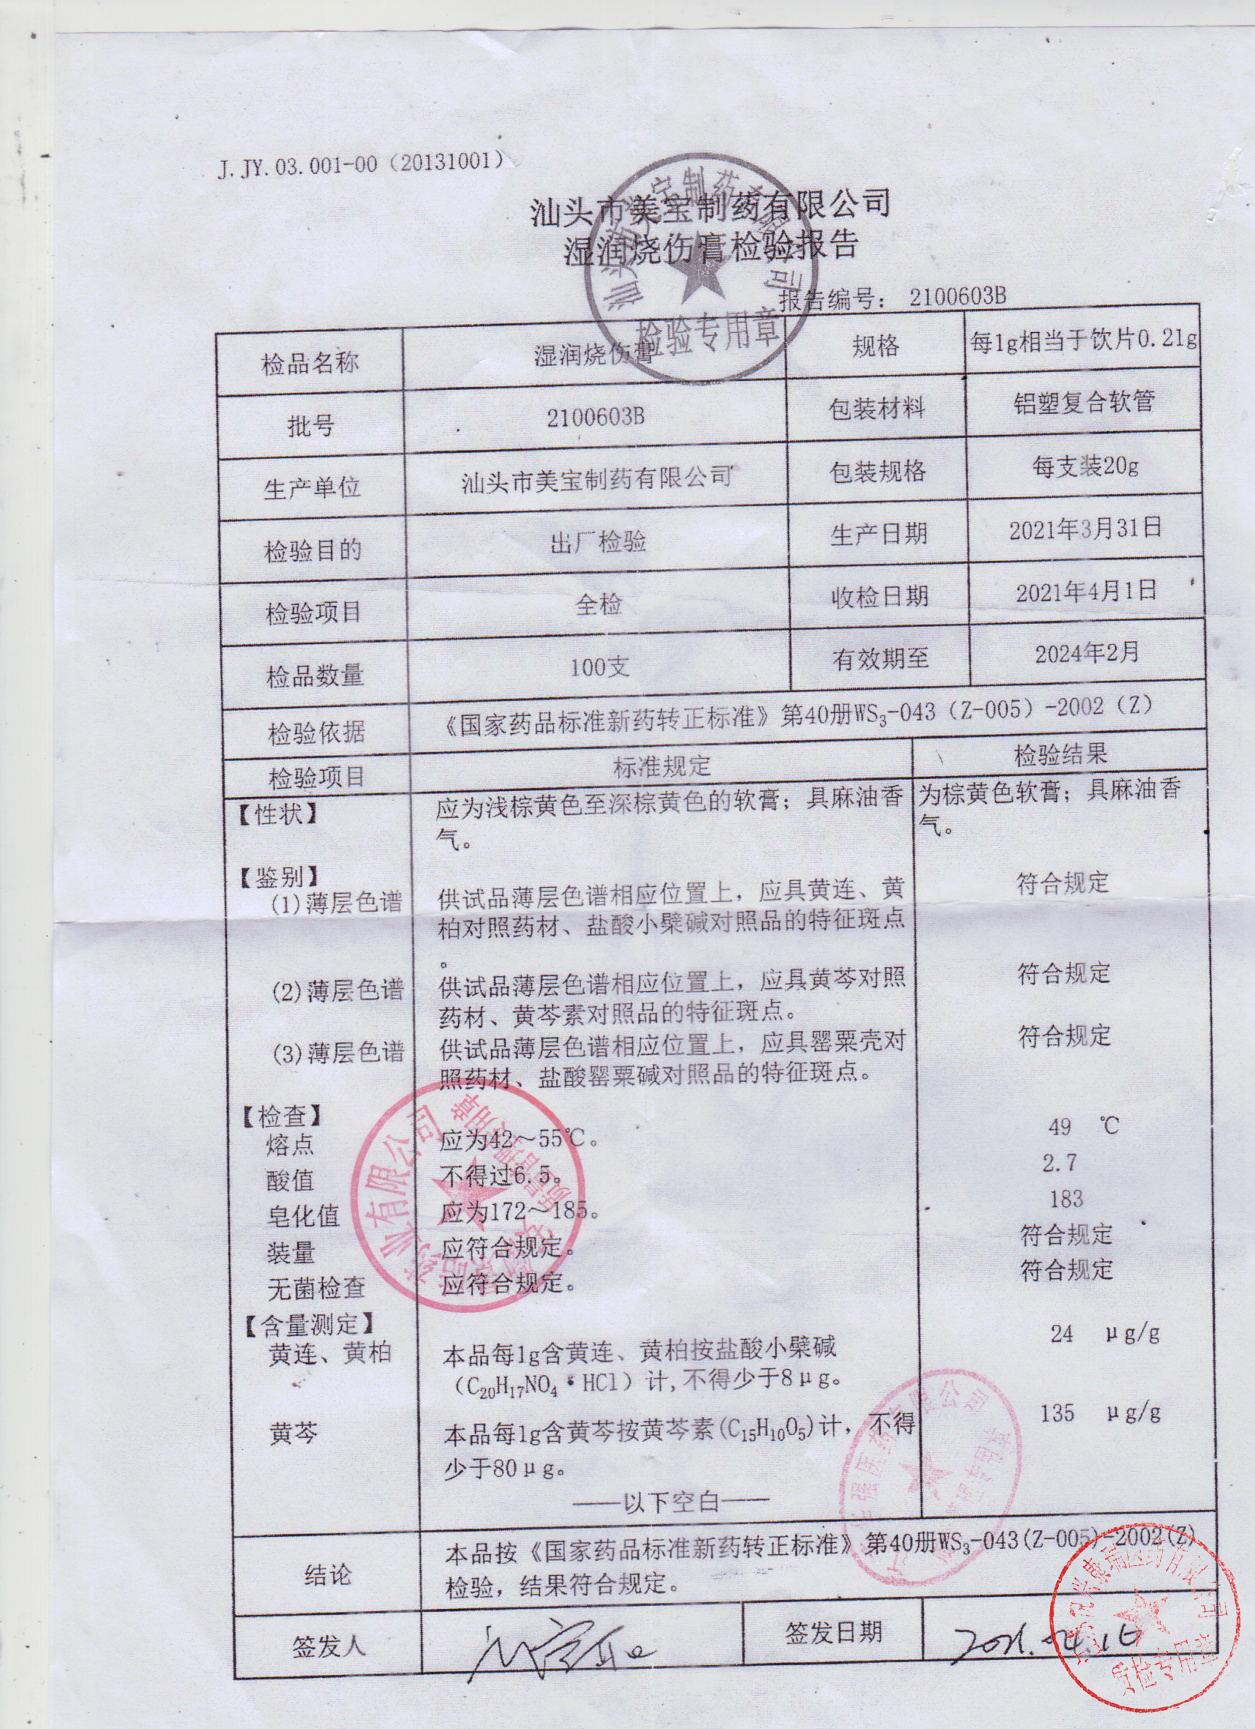 J.JY.03.001-00（20131001）
汕头市美宝制药有限公司
湿润烧伤膏检验报告
检验专用章
报告编号： 2100603B
检品名称 湿润烧伤膏 规格 每1g相当于饮片0.21g
批号 2100603B 包装材料 铝塑复合软管
生产单位 汕头市美宝制药有限公司 包装规格 每支装20g
检验目的 出厂检验 生产日期 2021年3月31日
检验项目 全检 收检日期 2021年4月1日
检品数量 100支 有效期至 2024年2月
检验依据 《国家药品标准新药转正标准》第40册WS₃-043（Z-005）-2002（Z）
检验项目 标准规定 检验结果
【性状】 应为浅棕黄色至深棕黄色的软膏；具麻油香 为棕黄色软膏；具麻油香
气。 气。
【鉴别】
(1)薄层色谱 供试品薄层色谱相应位置上，应具黄连、黄 符合规定
柏对照药材、盐酸小檗碱对照品的特征斑点
。
(2)薄层色谱 供试品薄层色谱相应位置上，应具黄芩对照 符合规定
药材、黄芩素对照品的特征斑点。
(3)薄层色谱 供试品薄层色谱相应位置上，应具罂粟壳对 符合规定
照药材、盐酸罂粟碱对照品的特征斑点。
【检查】
熔点 应为42～55℃。 49 ℃
酸值 不得过6.5。 2.7
皂化值 应为172～185。 183
装量 应符合规定。 符合规定
无菌检查 应符合规定。 符合规定
【含量测定】
黄连、黄柏 本品每1g含黄连、黄柏按盐酸小檗碱 24 μg/g
（C₂₀H₁₇NO₄·HCl）计,不得少于8μg。
黄芩 本品每1g含黄芩按黄芩素(C₁₅H₁₀O₅)计，不得 135 μg/g
少于80μg。
——以下空白——
结论 本品按《国家药品标准新药转正标准》第40册WS₃-043(Z-005)-2002(Z)
检验，结果符合规定。
签发人 签发日期 2021.04.16
质检专用章